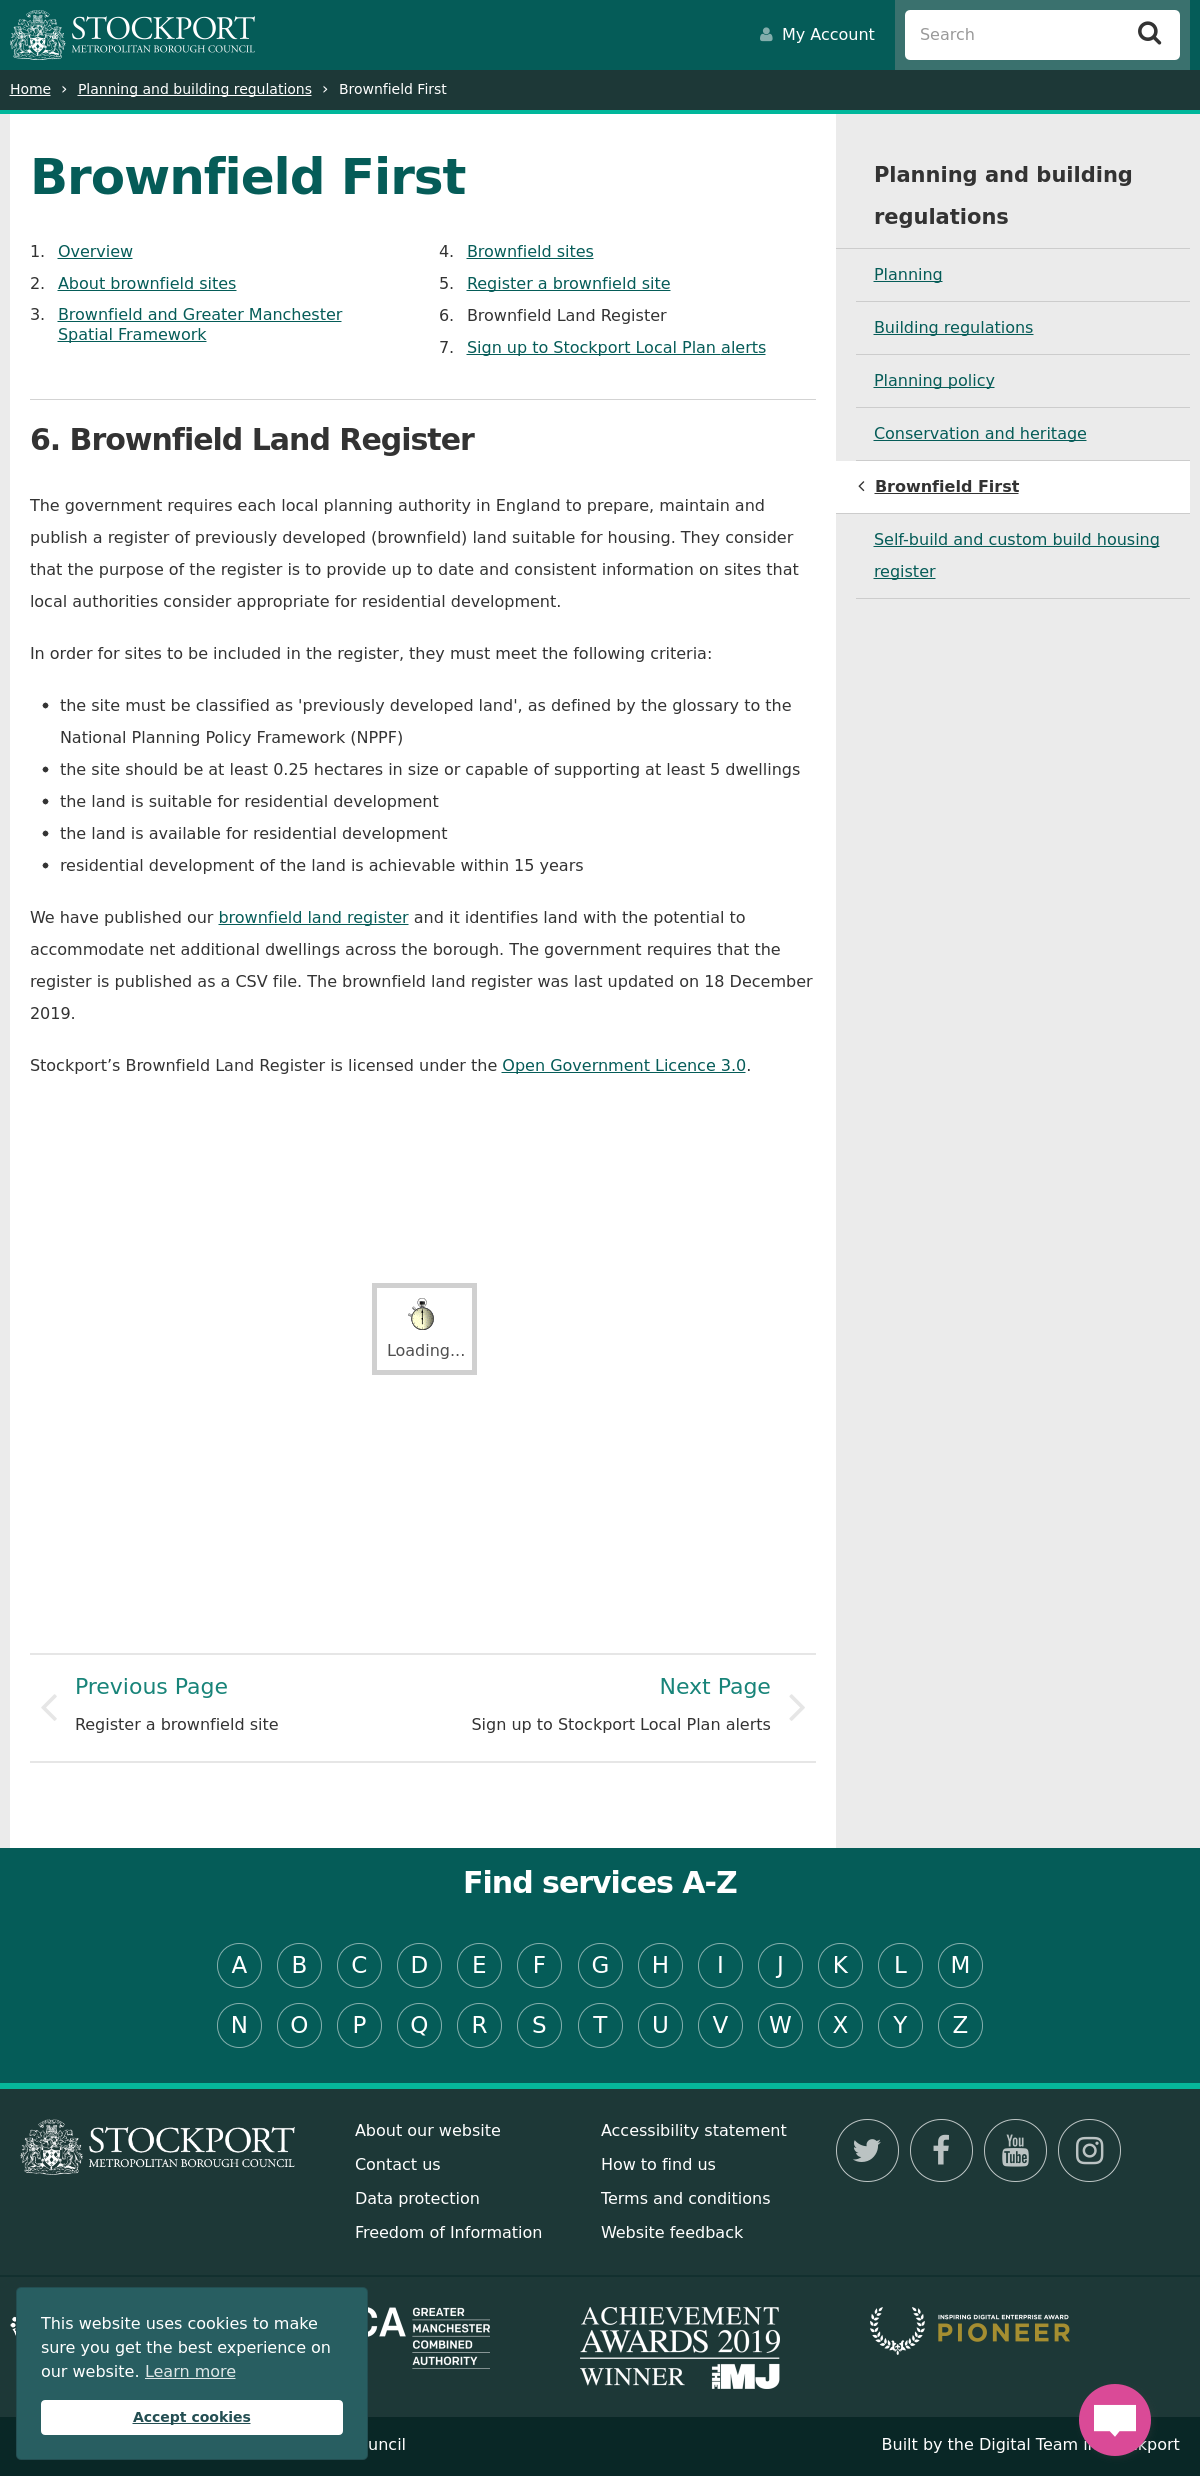 STOCKPORT
METROPOLITAN BOROUGH COUNCIL
My Account
Search
Home › Planning and building regulations › Brownfield First
Brownfield First
1. Overview
2. About brownfield sites
3. Brownfield and Greater Manchester
Spatial Framework
4. Brownfield sites
5. Register a brownfield site
6. Brownfield Land Register
7. Sign up to Stockport Local Plan alerts
6. Brownfield Land Register
The government requires each local planning authority in England to prepare, maintain and
publish a register of previously developed (brownfield) land suitable for housing. They consider
that the purpose of the register is to provide up to date and consistent information on sites that
local authorities consider appropriate for residential development.
In order for sites to be included in the register, they must meet the following criteria:
• the site must be classified as 'previously developed land', as defined by the glossary to the
National Planning Policy Framework (NPPF)
• the site should be at least 0.25 hectares in size or capable of supporting at least 5 dwellings
• the land is suitable for residential development
• the land is available for residential development
• residential development of the land is achievable within 15 years
We have published our brownfield land register and it identifies land with the potential to
accommodate net additional dwellings across the borough. The government requires that the
register is published as a CSV file. The brownfield land register was last updated on 18 December
2019.
Stockport’s Brownfield Land Register is licensed under the Open Government Licence 3.0.
Loading...
Previous Page
Register a brownfield site
Next Page
Sign up to Stockport Local Plan alerts
Planning and building
regulations
Planning
Building regulations
Planning policy
Conservation and heritage
Brownfield First
Self-build and custom build housing
register
Find services A-Z
A B C D E F G H I J K L M
N O P Q R S T U V W X Y Z
STOCKPORT
METROPOLITAN BOROUGH COUNCIL
About our website
Contact us
Data protection
Freedom of Information
Accessibility statement
How to find us
Terms and conditions
Website feedback
You
Tube
This website uses cookies to make
sure you get the best experience on
our website. Learn more
Accept cookies
CA
GREATER
MANCHESTER
COMBINED
AUTHORITY
ACHIEVEMENT
AWARDS 2019
WINNER THE MJ
INSPIRING DIGITAL ENTERPRISE AWARD
PIONEER
uncil
Built by the Digital Team i kport